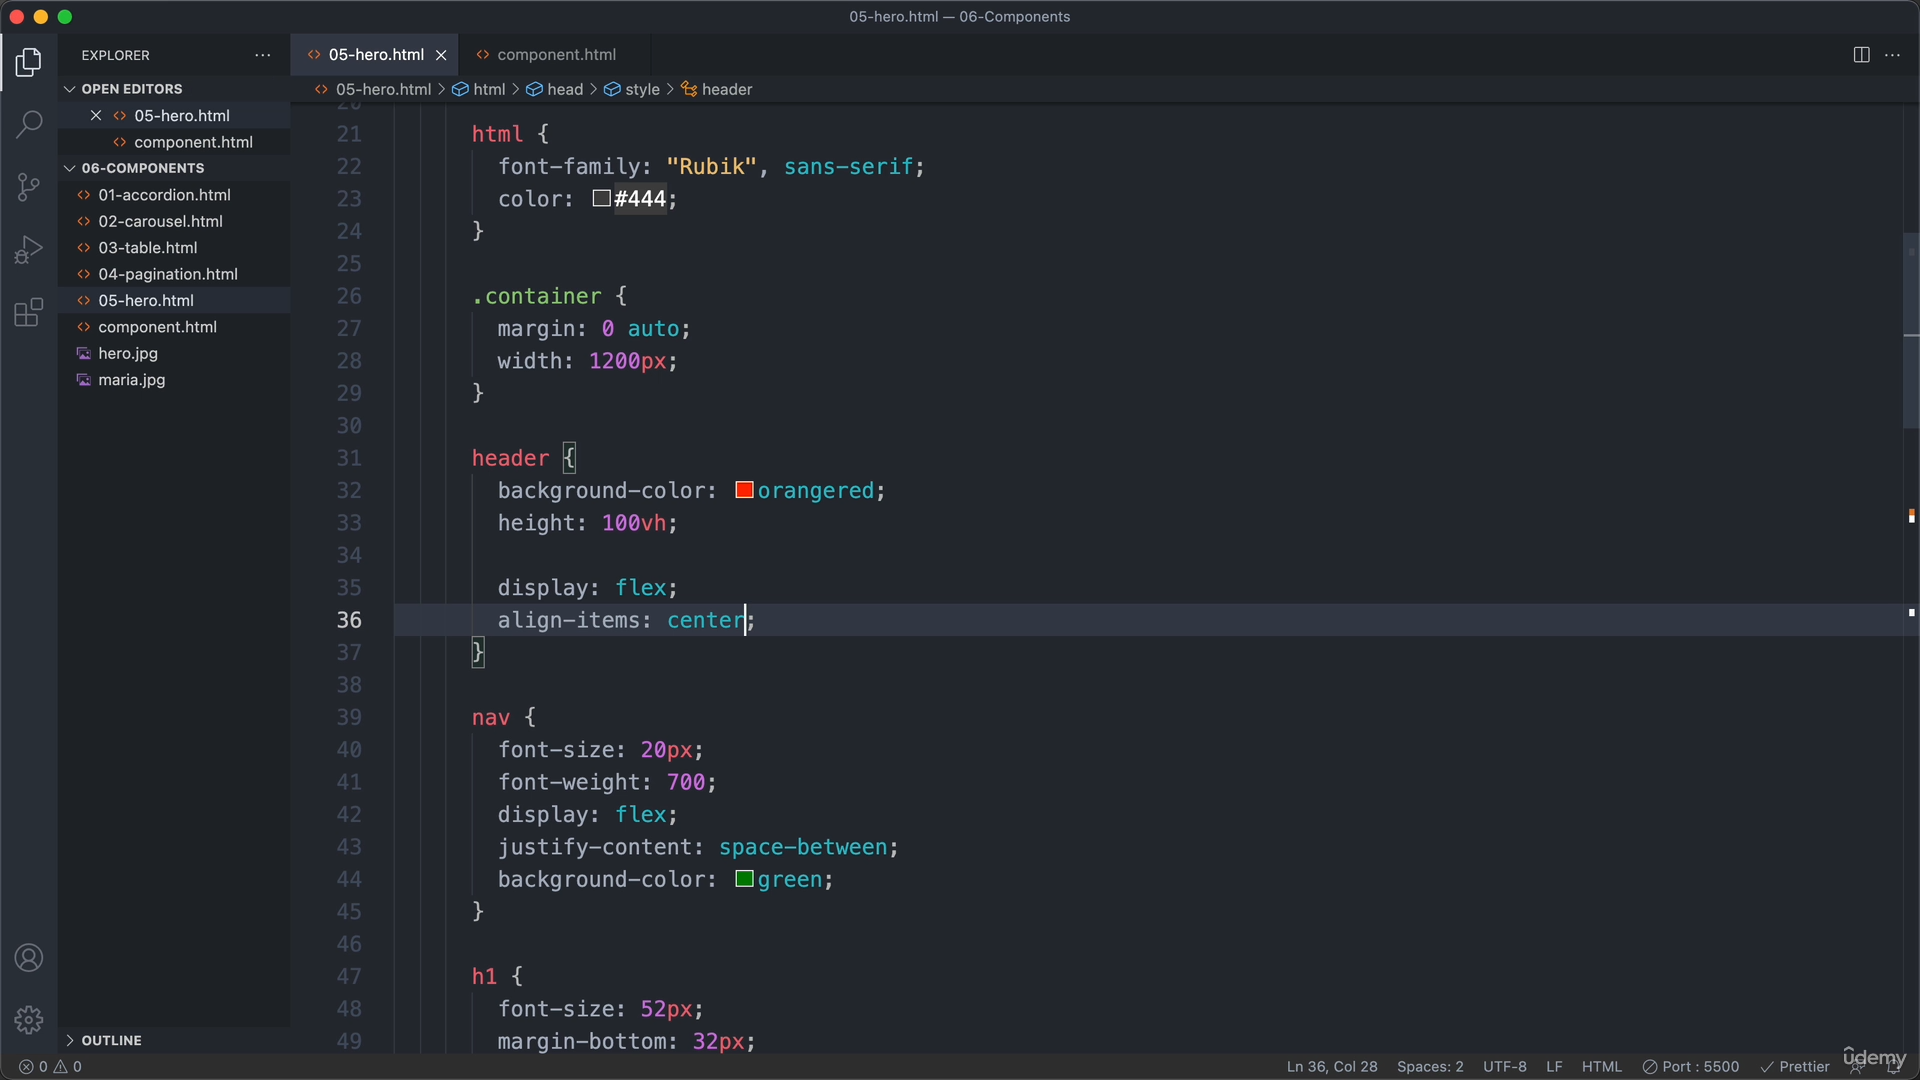 05-hero.html — 06-Components
EXPLORER
05-hero.html
component.html
OPEN EDITORS
05-hero.html > html > head > style > header
05-hero.html
component.html
06-COMPONENTS
01-accordion.html
02-carousel.html
03-table.html
04-pagination.html
05-hero.html
component.html
hero.jpg
maria.jpg
20
21 html {
22 font-family: "Rubik", sans-serif;
23 color: #444;
24 }
25
26 .container {
27 margin: 0 auto;
28 width: 1200px;
29 }
30
31 header {
32 background-color: orangered;
33 height: 100vh;
34
35 display: flex;
36 align-items: center;
37 }
38
39 nav {
40 font-size: 20px;
41 font-weight: 700;
42 display: flex;
43 justify-content: space-between;
44 background-color: green;
45 }
46
47 h1 {
48 font-size: 52px;
49 margin-bottom: 32px;
OUTLINE
0 0
Ln 36, Col 28 Spaces: 2 UTF-8 LF HTML Port : 5500 Prettier
ûdemy